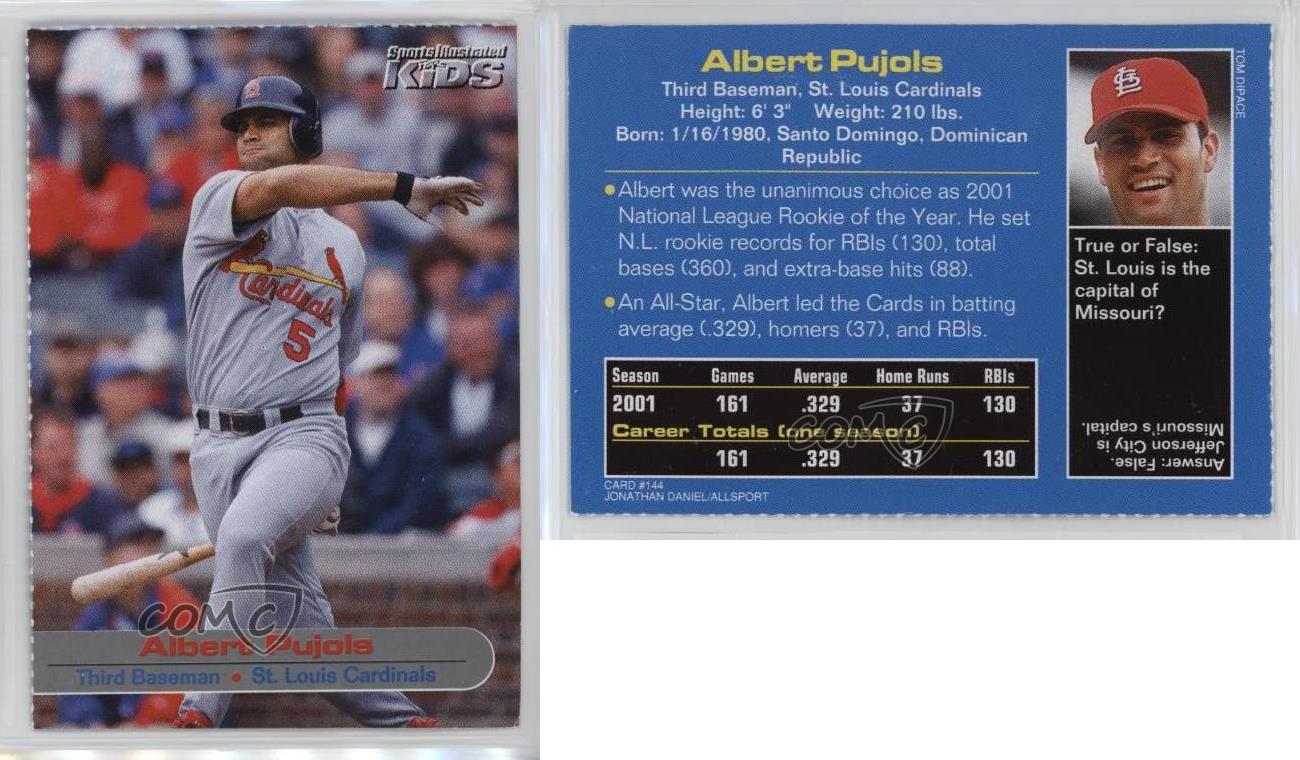 Sports Illustrated
KIDS
Cardinals
5
COMC
Albert Pujols
Third Baseman • St. Louis Cardinals
Albert Pujols
Third Baseman, St. Louis Cardinals
Height: 6' 3" Weight: 210 lbs.
Born: 1/16/1980, Santo Domingo, Dominican
Republic
• Albert was the unanimous choice as 2001
National League Rookie of the Year. He set
N.L. rookie records for RBIs (130), total
bases (360), and extra-base hits (88).
• An All-Star, Albert led the Cards in batting
average (.329), homers (37), and RBIs.
Season Games Average Home Runs RBIs
2001 161 .329 37 130
Career Totals (one season)
161 .329 37 130
COMC
CARD #144
JONATHAN DANIEL/ALLSPORT
TOM DIPACE
StL
True or False:
St. Louis is the
capital of
Missouri?
Answer: False.
Jefferson City is
Missouri's capital.